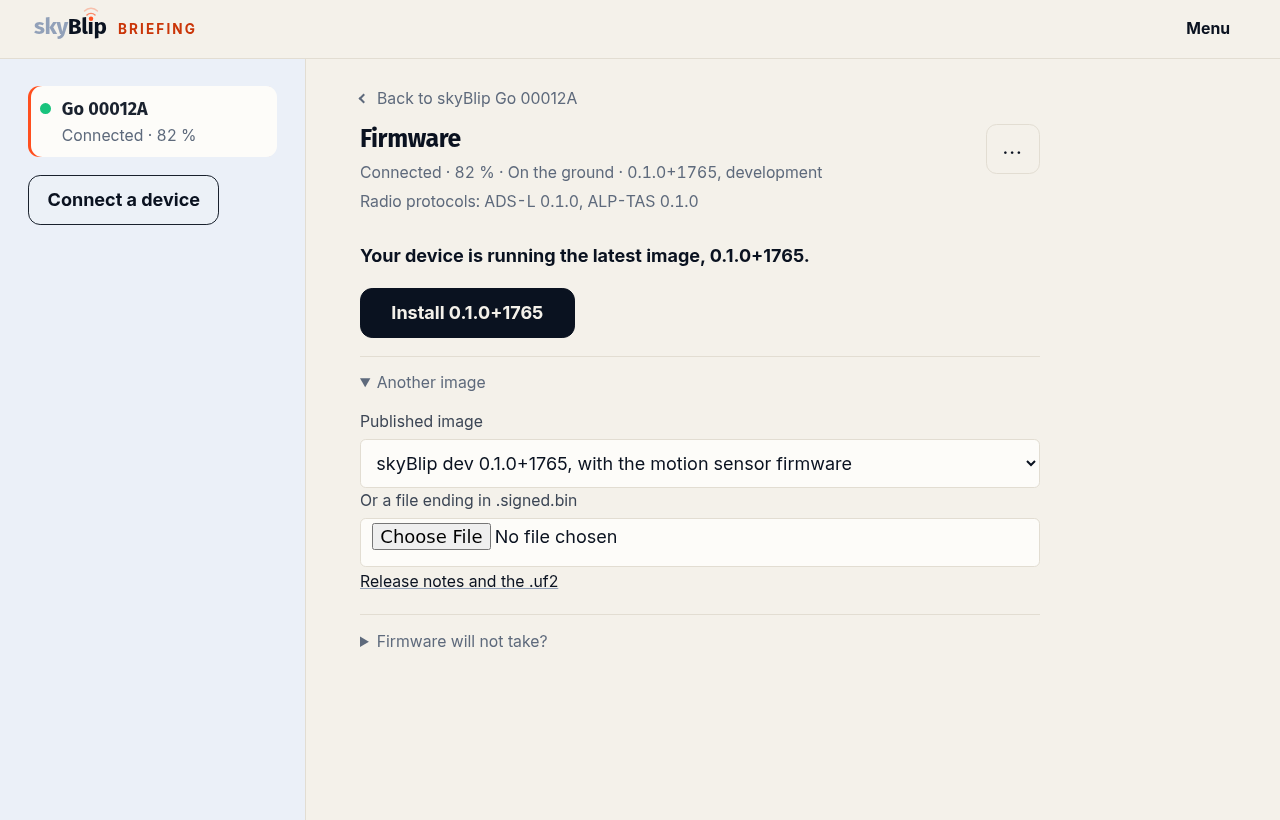 skyBlip BRIEFING
Menu
Go 00012A
Connected · 82 %
Connect a device
Back to skyBlip Go 00012A
Firmware
...
Connected · 82 % · On the ground · 0.1.0+1765, development
Radio protocols: ADS-L 0.1.0, ALP-TAS 0.1.0
Your device is running the latest image, 0.1.0+1765.
Install 0.1.0+1765
Another image
Published image
skyBlip dev 0.1.0+1765, with the motion sensor firmware
Or a file ending in .signed.bin
Choose File No file chosen
Release notes and the .uf2
Firmware will not take?